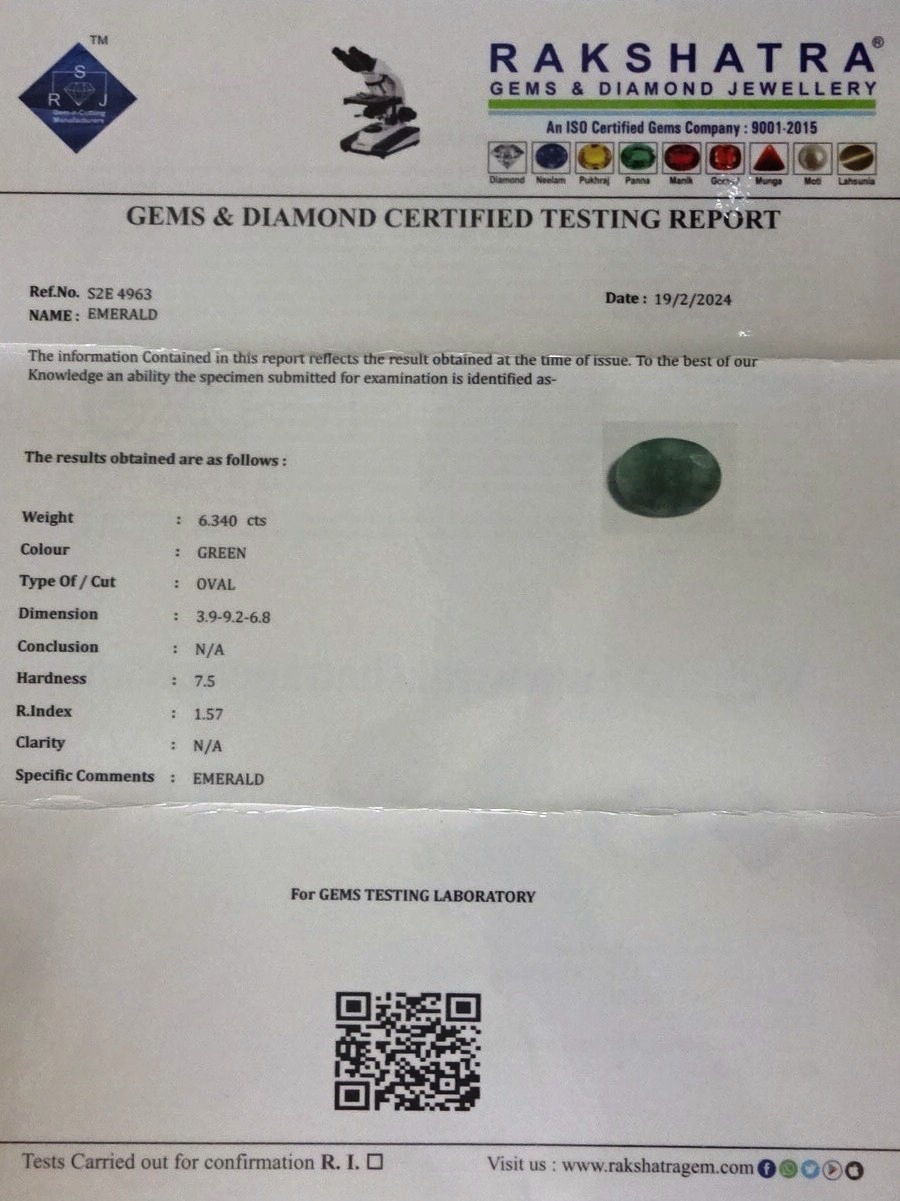 TM
S
R J
Gem-n-Cutting
Manufacturers
RAKSHATRA®
GEMS & DIAMOND JEWELLERY
An ISO Certified Gems Company : 9001-2015
Diamond Neelam Pukhraj Panna Manik Munga Moti Lahsunia
GEMS & DIAMOND CERTIFIED TESTING REPORT
Ref.No. S2E 4963
Date : 19/2/2024
NAME : EMERALD
The information Contained in this report reflects the result obtained at the time of issue. To the best of our
Knowledge an ability the specimen submitted for examination is identified as-
The results obtained are as follows :
Weight : 6.340 cts
Colour : GREEN
Type Of / Cut : OVAL
Dimension : 3.9-9.2-6.8
Conclusion : N/A
Hardness : 7.5
R.Index : 1.57
Clarity : N/A
Specific Comments : EMERALD
For GEMS TESTING LABORATORY
Tests Carried out for confirmation R. I. ☐
Visit us : www.rakshatragem.com